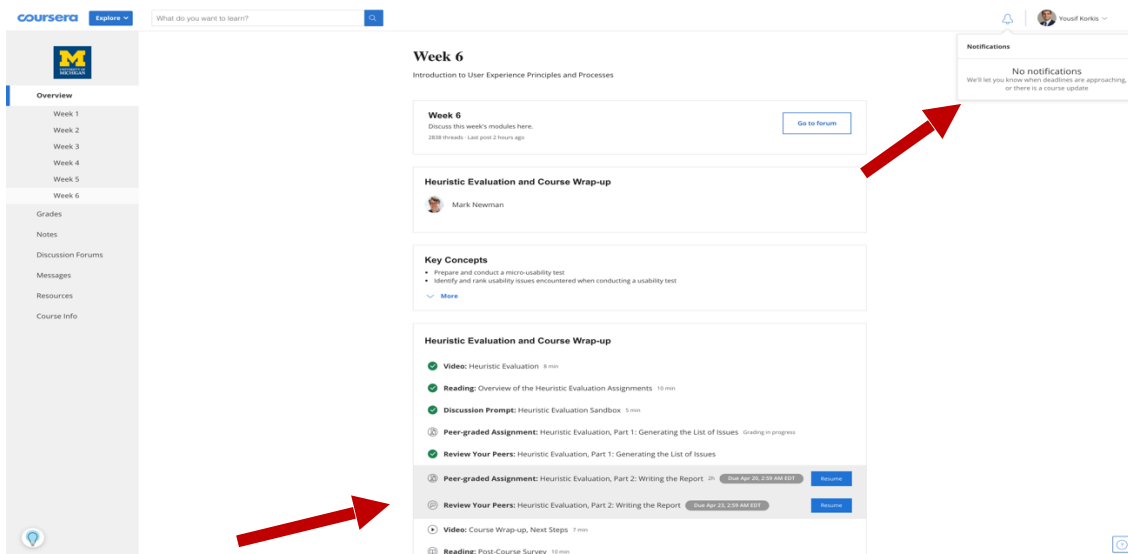 coursera Explore What do you want to learn? Yousif Korkis
Notifications
No notifications
We'll let you know when deadlines are approaching,
or there is a course update
UNIVERSITY OF
MICHIGAN
Overview
Week 1
Week 2
Week 3
Week 4
Week 5
Week 6
Grades
Notes
Discussion Forums
Messages
Resources
Course Info
Week 6
Introduction to User Experience Principles and Processes
Week 6
Discuss this week's modules here.
2838 threads · Last post 2 hours ago
Go to forum
Heuristic Evaluation and Course Wrap-up
Mark Newman
Key Concepts
• Prepare and conduct a micro-usability test
• Identify and rank usability issues encountered when conducting a usability test
More
Heuristic Evaluation and Course Wrap-up
Video: Heuristic Evaluation 8 min
Reading: Overview of the Heuristic Evaluation Assignments 10 min
Discussion Prompt: Heuristic Evaluation Sandbox 5 min
Peer-graded Assignment: Heuristic Evaluation, Part 1: Generating the List of Issues Grading in progress
Review Your Peers: Heuristic Evaluation, Part 1: Generating the List of Issues
Peer-graded Assignment: Heuristic Evaluation, Part 2: Writing the Report 2h Due Apr 20, 2:59 AM EDT Resume
Review Your Peers: Heuristic Evaluation, Part 2: Writing the Report Due Apr 23, 2:59 AM EDT Resume
Video: Course Wrap-up, Next Steps 7 min
Reading: Post-Course Survey 10 min